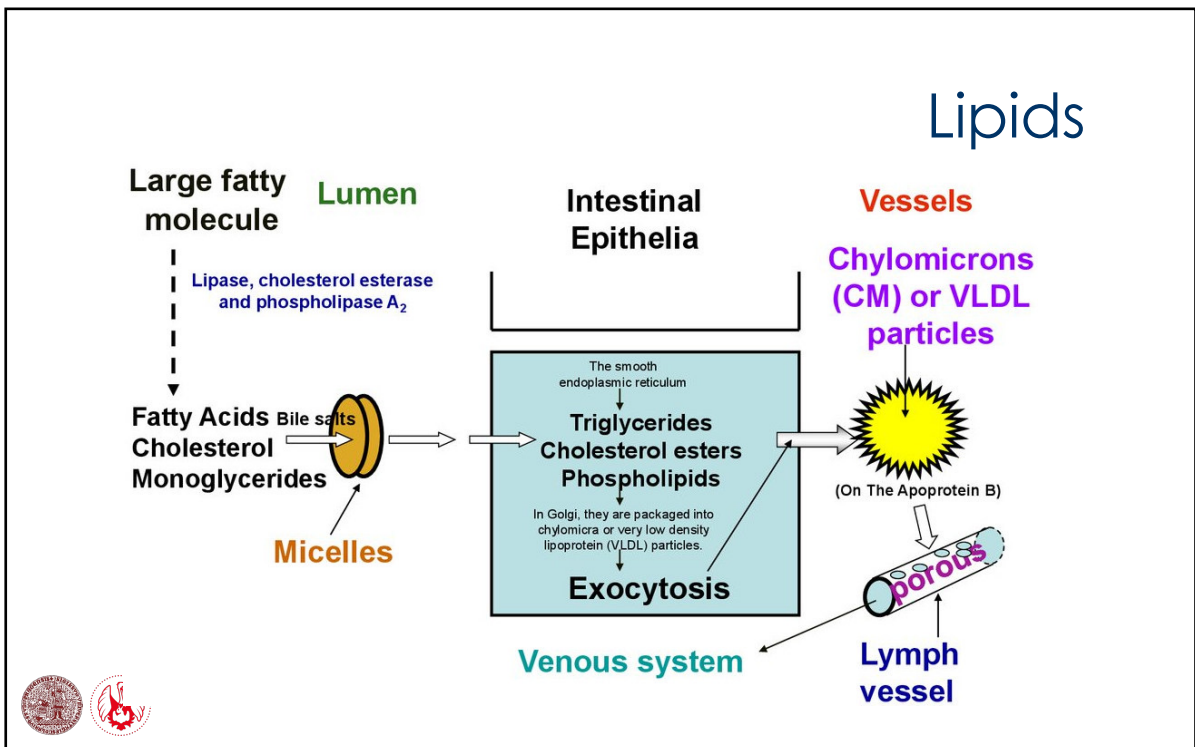 Lipids
Large fatty
molecule
Lumen
Intestinal
Epithelia
Vessels
Lipase, cholesterol esterase
and phospholipase A₂
Chylomicrons
(CM) or VLDL
particles
The smooth
endoplasmic reticulum
Fatty Acids Bile salts
Cholesterol
Monoglycerides
Triglycerides
Cholesterol esters
Phospholipids
(On The Apoprotein B)
In Golgi, they are packaged into
chylomicra or very low density
lipoprotein (VLDL) particles.
Micelles
Exocytosis
porous
Venous system
Lymph
vessel